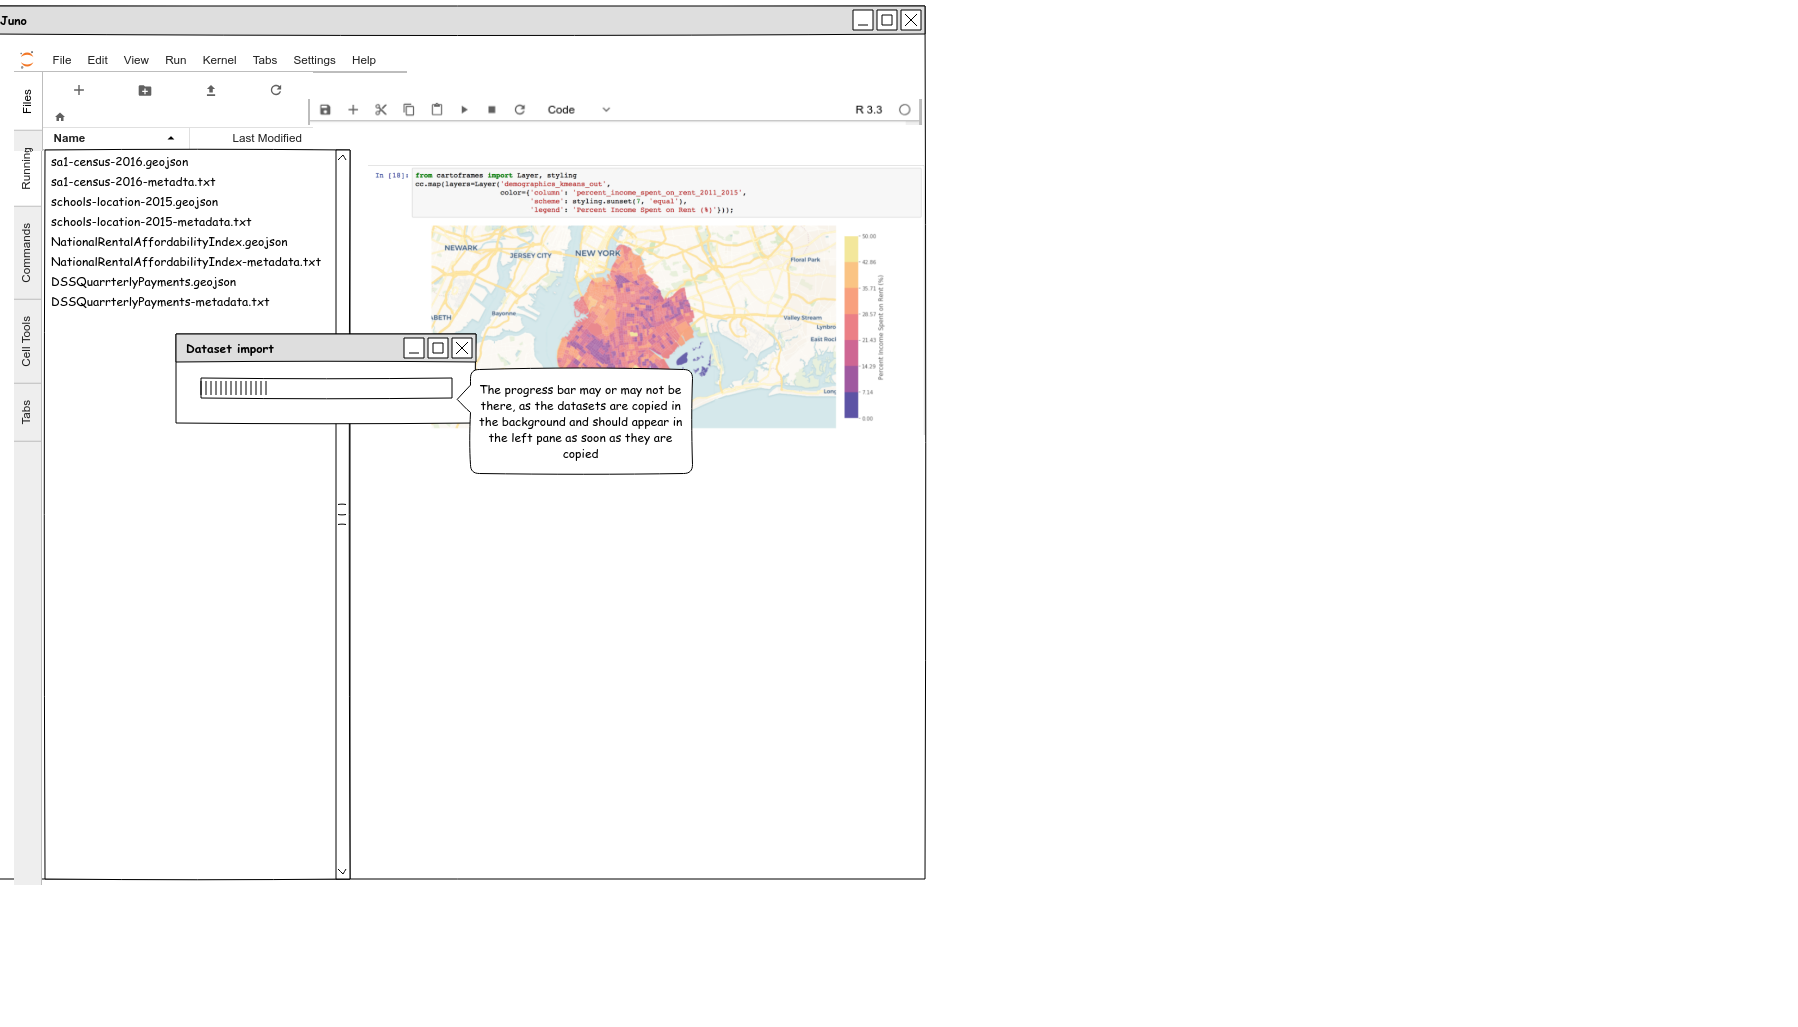 Juno
File Edit View Run Kernel Tabs Settings Help
Files
Running
Commands
Cell Tools
Tabs
Code
R 3.3
Name
Last Modified
sa1-census-2016.geojson
sa1-census-2016-metadta.txt
schools-location-2015.geojson
schools-location-2015-metadata.txt
NationalRentalAffordabilityIndex.geojson
NationalRentalAffordabilityIndex-metadata.txt
DSSQuarrterlyPayments.geojson
DSSQuarrterlyPayments-metadata.txt
In [18]:
from cartoframes import Layer, styling
cc.map(layers=Layer('demographics_kmeans_out',
color={'column': 'percent_income_spent_on_rent_2011_2015',
'scheme': styling.sunset(7, 'equal'),
'legend': 'Percent Income Spent on Rent (%)'}));
NEWARK
JERSEY CITY
NEW YORK
Floral Park
ABETH
Bayonne
Valley Stream
Lynbro
East Roc
Long
50.00
42.86
35.71
28.57
21.43
14.29
7.14
0.00
Percent Income Spent on Rent (%)
Dataset import
The progress bar may or may not be
there, as the datasets are copied in
the background and should appear in
the left pane as soon as they are
copied